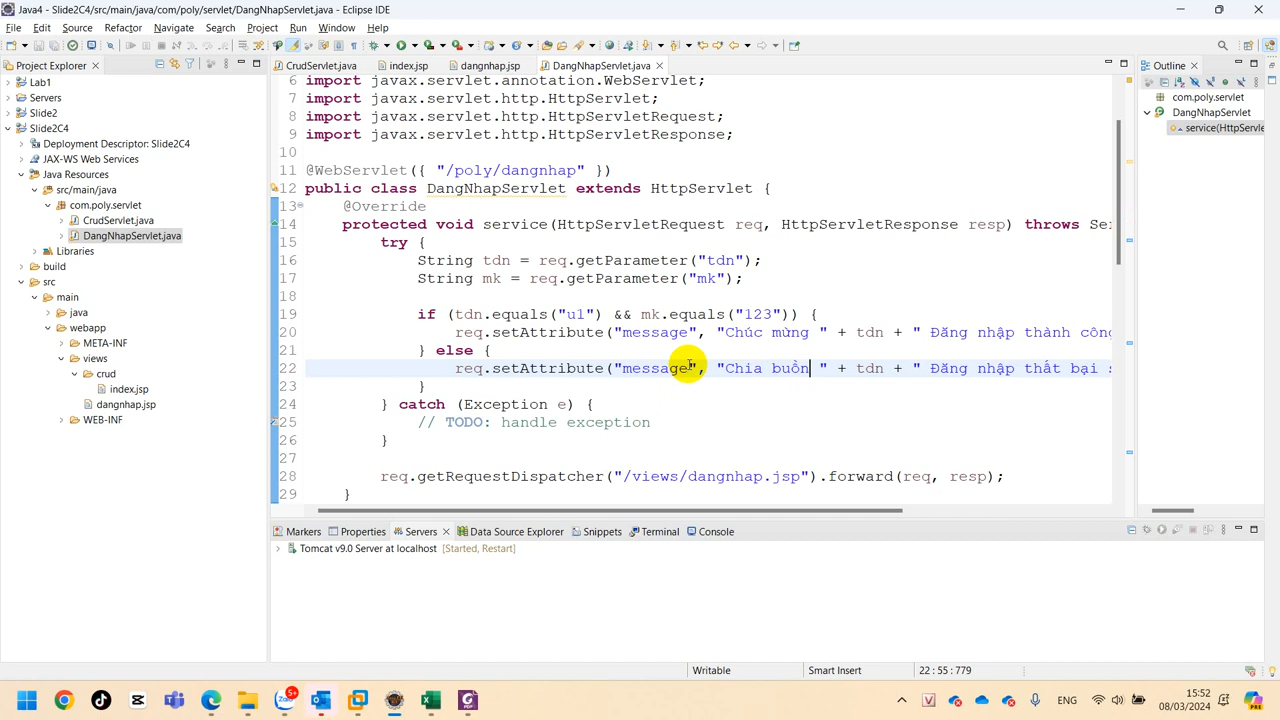 Java4 - Slide2C4/src/main/java/com/poly/servlet/DangNhapServlet.java - Eclipse IDE
File Edit Source Refactor Navigate Search Project Run Window Help
Project Explorer
CrudServlet.java index.jsp dangnhap.jsp DangNhapServlet.java
Outline
Lab1
Servers
Slide2
Slide2C4
Deployment Descriptor: Slide2C4
JAX-WS Web Services
Java Resources
src/main/java
com.poly.servlet
CrudServlet.java
DangNhapServlet.java
Libraries
build
src
main
java
webapp
META-INF
views
crud
index.jsp
dangnhap.jsp
WEB-INF
6 import javax.servlet.annotation.WebServlet;
7 import javax.servlet.http.HttpServlet;
8 import javax.servlet.http.HttpServletRequest;
9 import javax.servlet.http.HttpServletResponse;
10
11 @WebServlet({ "/poly/dangnhap" })
12 public class DangNhapServlet extends HttpServlet {
13 @Override
14 protected void service(HttpServletRequest req, HttpServletResponse resp) throws Se
15 try {
16 String tdn = req.getParameter("tdn");
17 String mk = req.getParameter("mk");
18
19 if (tdn.equals("u1") && mk.equals("123")) {
20 req.setAttribute("message", "Chúc mừng " + tdn + " Đăng nhập thành công
21 } else {
22 req.setAttribute("message", "Chia buồn " + tdn + " Đăng nhập thất bại s
23 }
24 } catch (Exception e) {
25 // TODO: handle exception
26 }
27
28 req.getRequestDispatcher("/views/dangnhap.jsp").forward(req, resp);
29 }
com.poly.servlet
DangNhapServlet
service(HttpServle
Markers Properties Servers Data Source Explorer Snippets Terminal Console
Tomcat v9.0 Server at localhost [Started, Restart]
Writable Smart Insert 22 : 55 : 779
5+
Zalo
ENG
15:52
08/03/2024
PRE